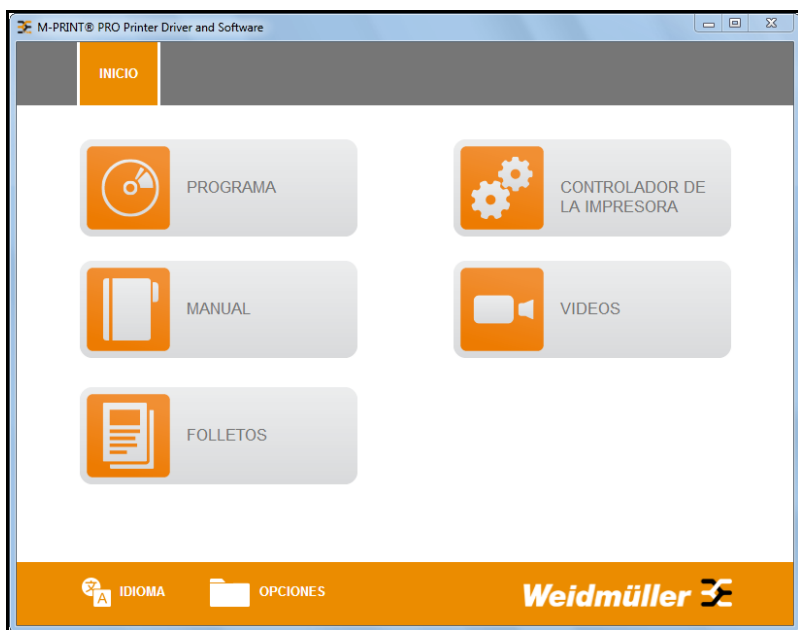 M-PRINT® PRO Printer Driver and Software
INICIO
PROGRAMA
CONTROLADOR DE
LA IMPRESORA
MANUAL
VIDEOS
FOLLETOS
IDIOMA
OPCIONES
Weidmüller